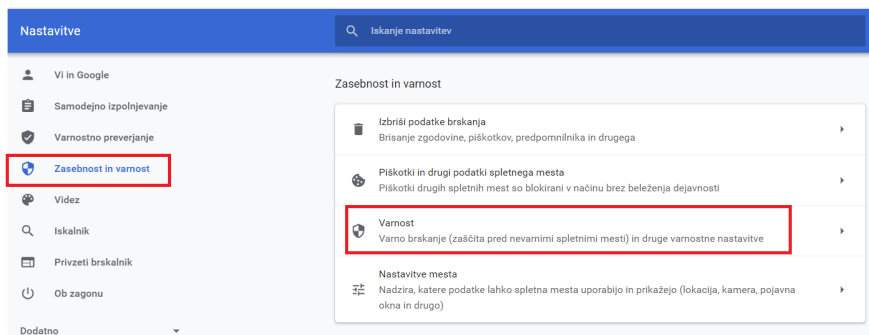 Nastavitve
Iskanje nastavitev
Vi in Google
Samodejno izpolnjevanje
Varnostno preverjanje
Zasebnost in varnost
Videz
Iskalnik
Privzeti brskalnik
Ob zagonu
Dodatno
Zasebnost in varnost
Izbriši podatke brskanja
Brisanje zgodovine, piškotkov, predpomnilnika in drugega
Piškotki in drugi podatki spletnega mesta
Piškotki drugih spletnih mest so blokirani v načinu brez beleženja dejavnosti
Varnost
Varno brskanje (zaščita pred nevarnimi spletnimi mesti) in druge varnostne nastavitve
Nastavitve mesta
Nadzira, katere podatke lahko spletna mesta uporabijo in prikažejo (lokacija, kamera, pojavna
okna in drugo)